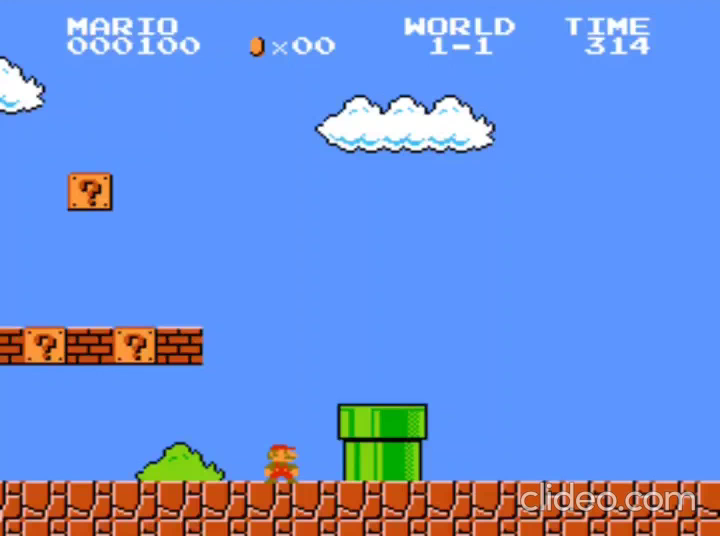 MARIO WORLD TIME
000100 ×00 1-1 314
?
? ?
clideo.com